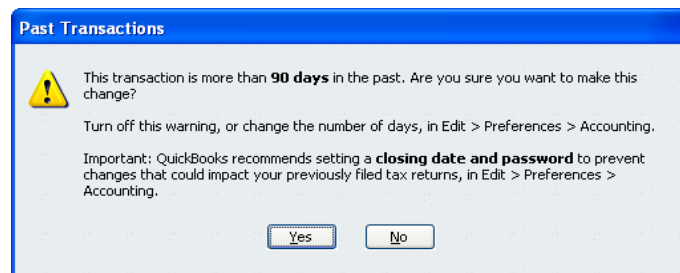 Past Transactions
This transaction is more than 90 days in the past. Are you sure you want to make this
change?
Turn off this warning, or change the number of days, in Edit > Preferences > Accounting.
Important: QuickBooks recommends setting a closing date and password to prevent
changes that could impact your previously filed tax returns, in Edit > Preferences >
Accounting.
Yes
No